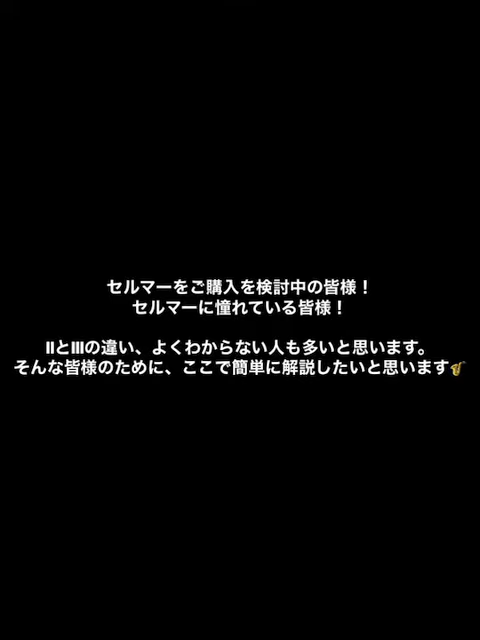 セルマーをご購入を検討中の皆様！
セルマーに憧れている皆様！
ⅡとⅢの違い、よくわからない人も多いと思います。
そんな皆様のために、ここで簡単に解説したいと思います🎷